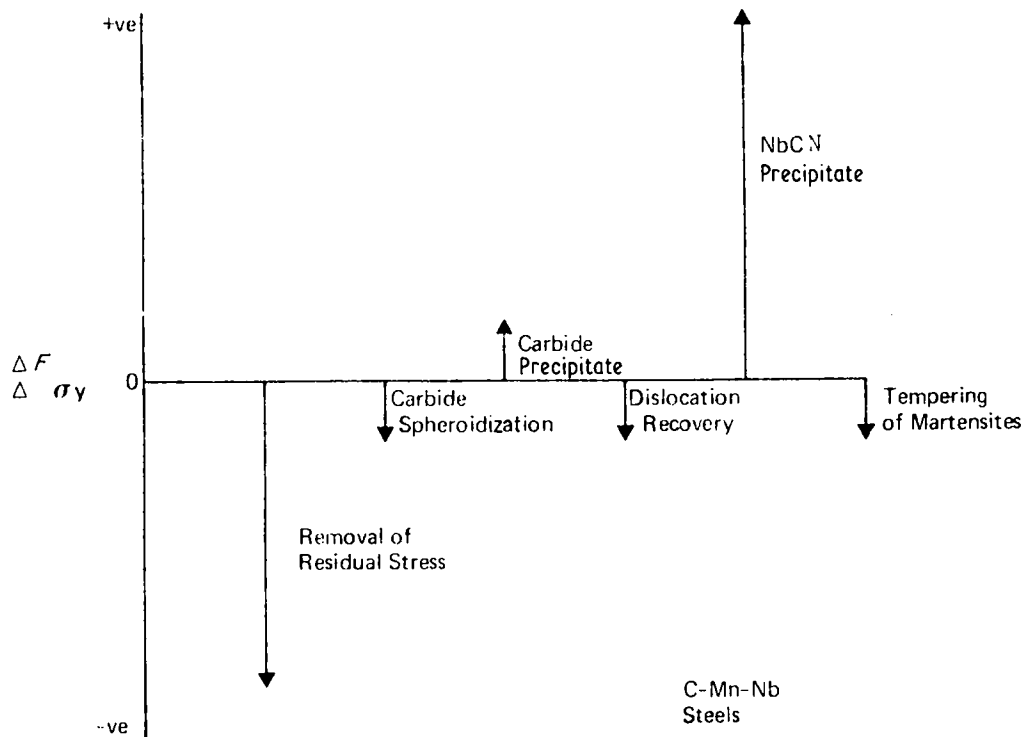 +ve
NbCN
Precipitate
Carbide
Precipitate
Δ F
Δ σy
0
Carbide
Spheroidization
Dislocation
Recovery
Tempering
of Martensites
Removal of
Residual Stress
C-Mn-Nb
Steels
-ve